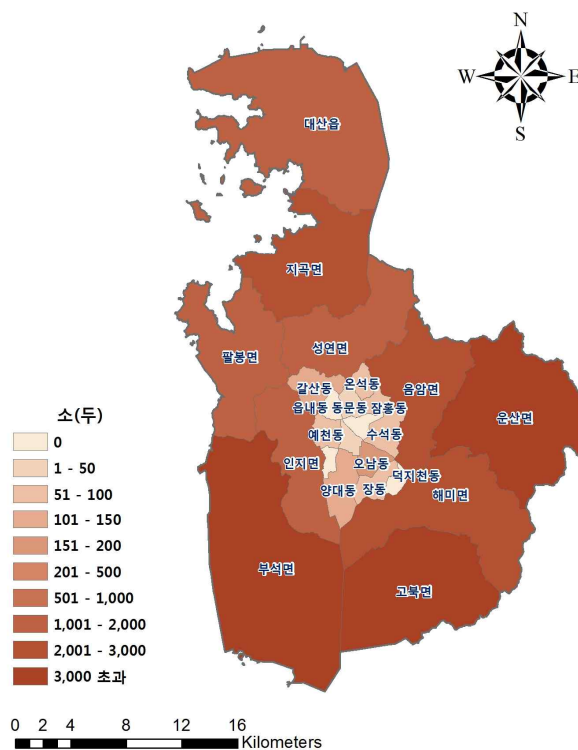 N
W E
S
대산읍
지곡면
성연면
팔봉면
온석동
갈산동
음암면
읍내동 동문동 잠홍동
운산면
예천동 수석동
인지면 오남동
덕지천동
양대동 장동
해미면
부석면
고북면
소(두)
0
1 - 50
51 - 100
101 - 150
151 - 200
201 - 500
501 - 1,000
1,001 - 2,000
2,001 - 3,000
3,000 초과
0 2 4 8 12 16
Kilometers